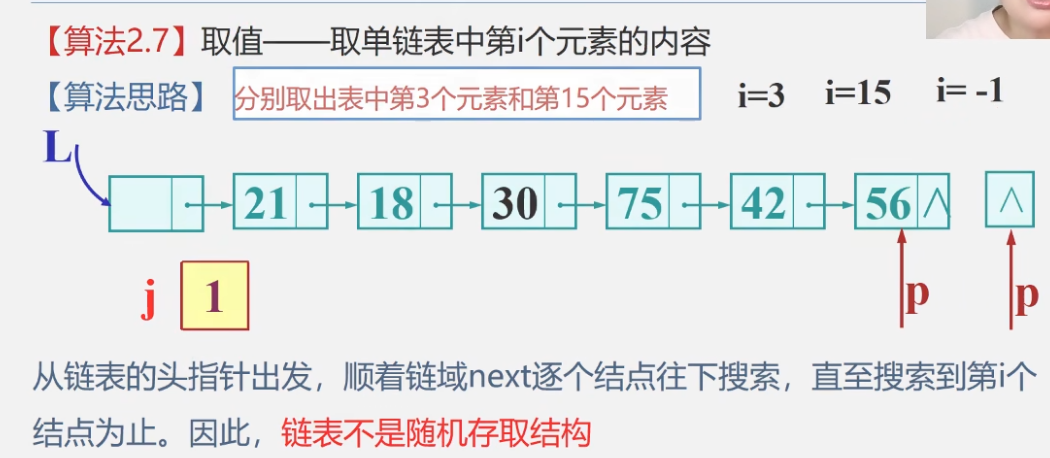 【算法2.7】取值——取单链表中第i个元素的内容
【算法思路】 分别取出表中第3个元素和第15个元素 i=3 i=15 i= -1
L
21 18 30 75 42 56 ∧ ∧
j 1 p p
从链表的头指针出发，顺着链域next逐个结点往下搜索，直至搜索到第i个
结点为止。因此，链表不是随机存取结构